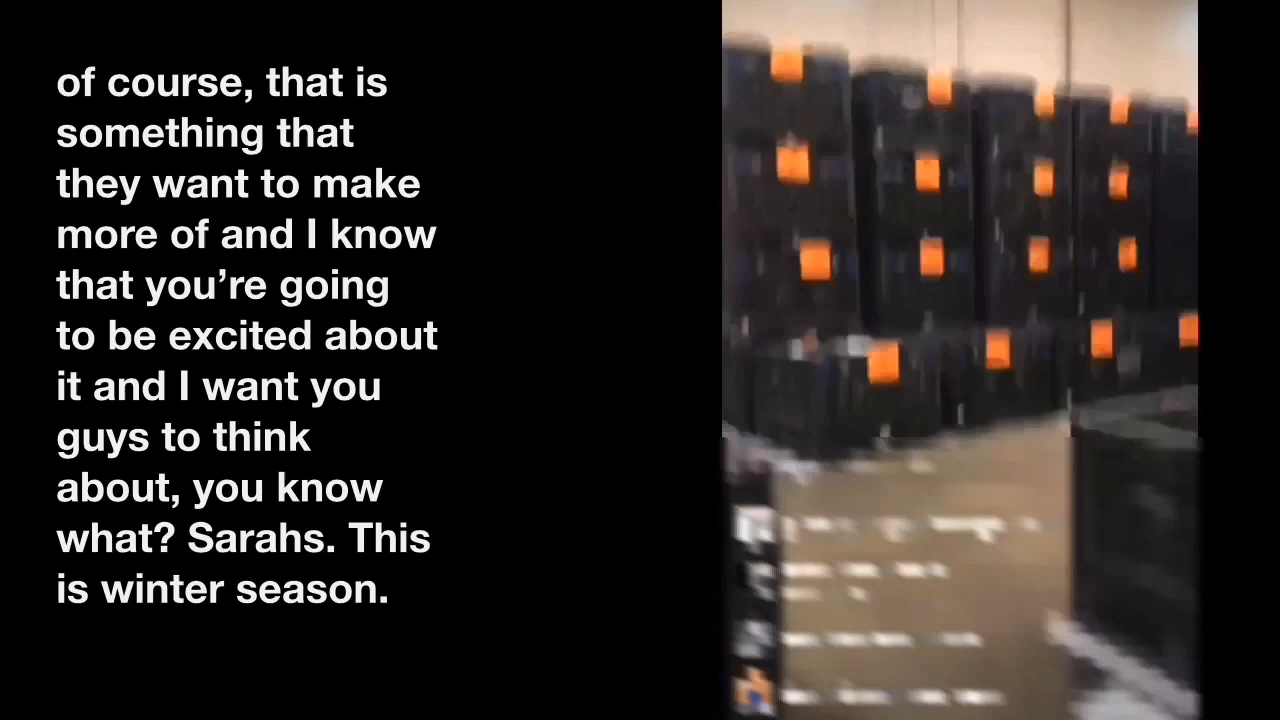 of course, that is
something that
they want to make
more of and I know
that you’re going
to be excited about
it and I want you
guys to think
about, you know
what? Sarahs. This
is winter season.